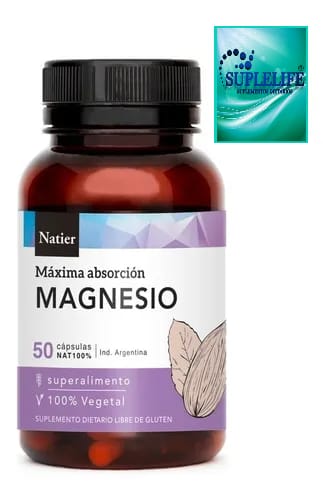 SUPLELIFE
®
Natier
Máxima absorción
MAGNESIO
50 cápsulas
NAT100%
Ind. Argentina
superalimento
100% Vegetal
SUPLEMENTO DIETARIO LIBRE DE GLUTEN